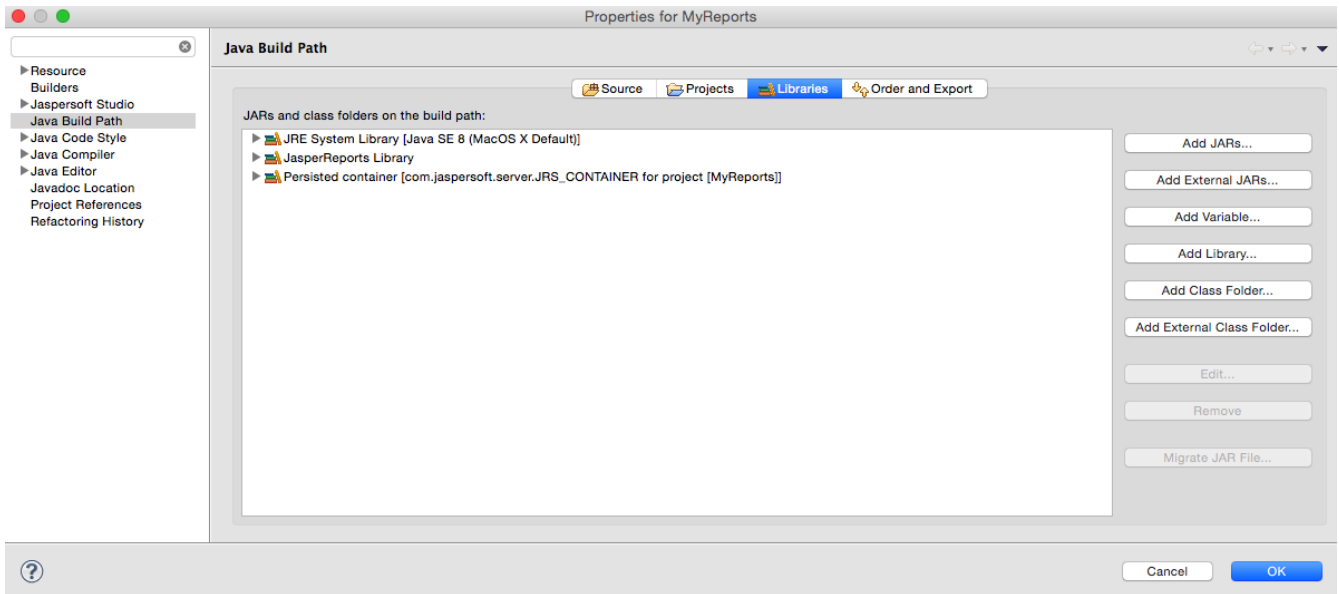 Properties for MyReports
Java Build Path
Resource
Builders
Jaspersoft Studio
Java Build Path
Java Code Style
Java Compiler
Java Editor
Javadoc Location
Project References
Refactoring History
Source Projects Libraries Order and Export
JARs and class folders on the build path:
JRE System Library [Java SE 8 (MacOS X Default)]
JasperReports Library
Persisted container [com.jaspersoft.server.JRS_CONTAINER for project [MyReports]]
Add JARs...
Add External JARs...
Add Variable...
Add Library...
Add Class Folder...
Add External Class Folder...
Edit...
Remove
Migrate JAR File...
?
Cancel OK